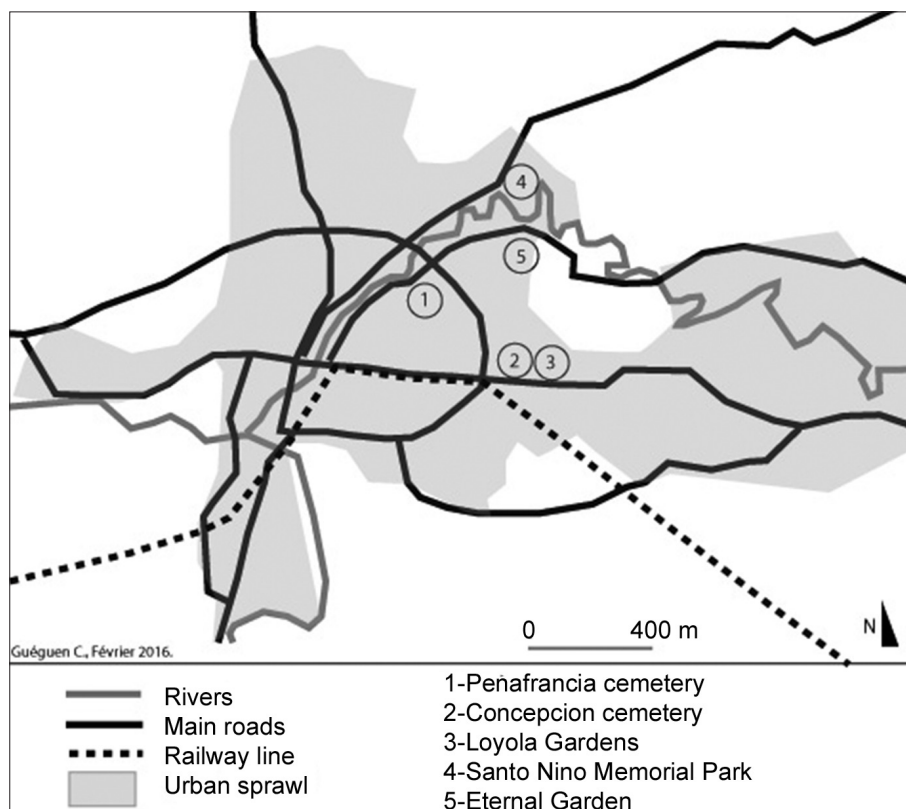 4
5
1
2 3
0 400 m
N
Guéguen C., Février 2016.
Rivers
Main roads
Railway line
Urban sprawl
1-Peñafrancia cemetery
2-Concepcion cemetery
3-Loyola Gardens
4-Santo Nino Memorial Park
5-Eternal Garden